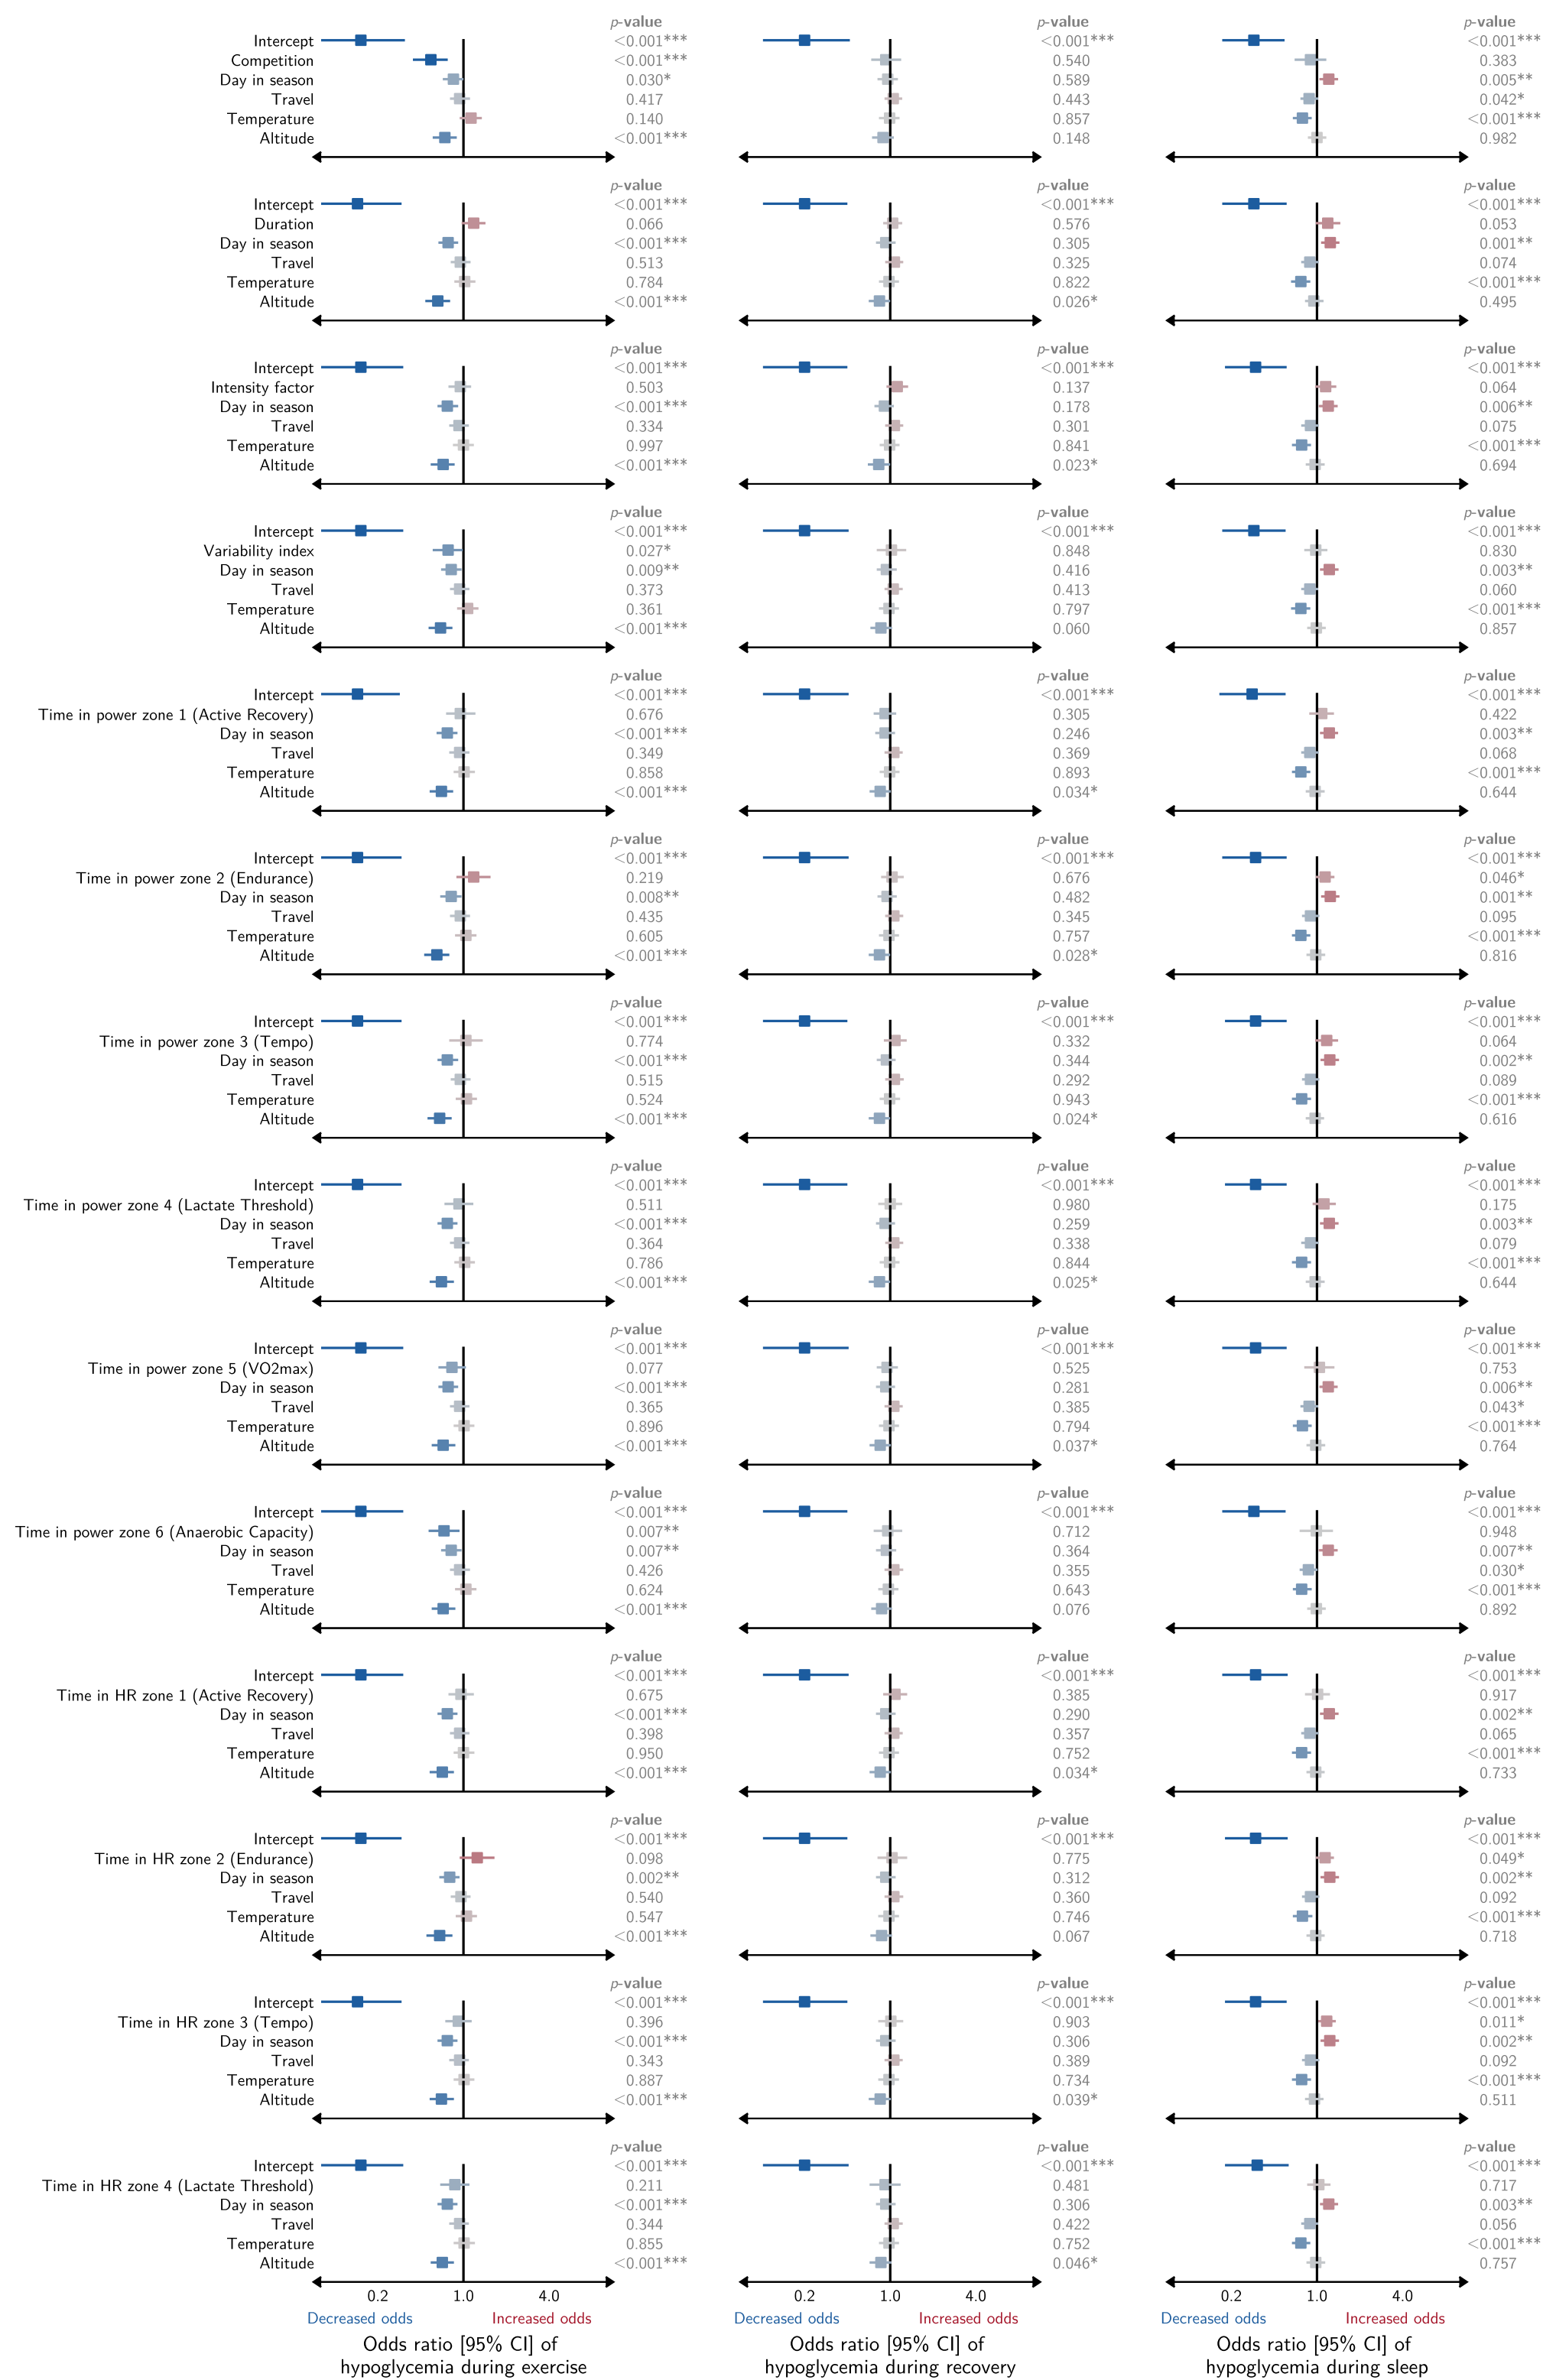 p-value p-value p-value
Intercept <0.001*** <0.001*** <0.001***
Competition <0.001*** 0.540 0.383
Day in season 0.030* 0.589 0.005**
Travel 0.417 0.443 0.042*
Temperature 0.140 0.857 <0.001***
Altitude <0.001*** 0.148 0.982
p-value p-value p-value
Intercept <0.001*** <0.001*** <0.001***
Duration 0.066 0.576 0.053
Day in season <0.001*** 0.305 0.001**
Travel 0.513 0.325 0.074
Temperature 0.784 0.822 <0.001***
Altitude <0.001*** 0.026* 0.495
p-value p-value p-value
Intercept <0.001*** <0.001*** <0.001***
Intensity factor 0.503 0.137 0.064
Day in season <0.001*** 0.178 0.006**
Travel 0.334 0.301 0.075
Temperature 0.997 0.841 <0.001***
Altitude <0.001*** 0.023* 0.694
p-value p-value p-value
Intercept <0.001*** <0.001*** <0.001***
Variability index 0.027* 0.848 0.830
Day in season 0.009** 0.416 0.003**
Travel 0.373 0.413 0.060
Temperature 0.361 0.797 <0.001***
Altitude <0.001*** 0.060 0.857
p-value p-value p-value
Intercept <0.001*** <0.001*** <0.001***
Time in power zone 1 (Active Recovery) 0.676 0.305 0.422
Day in season <0.001*** 0.246 0.003**
Travel 0.349 0.369 0.068
Temperature 0.858 0.893 <0.001***
Altitude <0.001*** 0.034* 0.644
p-value p-value p-value
Intercept <0.001*** <0.001*** <0.001***
Time in power zone 2 (Endurance) 0.219 0.676 0.046*
Day in season 0.008** 0.482 0.001**
Travel 0.435 0.345 0.095
Temperature 0.605 0.757 <0.001***
Altitude <0.001*** 0.028* 0.816
p-value p-value p-value
Intercept <0.001*** <0.001*** <0.001***
Time in power zone 3 (Tempo) 0.774 0.332 0.064
Day in season <0.001*** 0.344 0.002**
Travel 0.515 0.292 0.089
Temperature 0.524 0.943 <0.001***
Altitude <0.001*** 0.024* 0.616
p-value p-value p-value
Intercept <0.001*** <0.001*** <0.001***
Time in power zone 4 (Lactate Threshold) 0.511 0.980 0.175
Day in season <0.001*** 0.259 0.003**
Travel 0.364 0.338 0.079
Temperature 0.786 0.844 <0.001***
Altitude <0.001*** 0.025* 0.644
p-value p-value p-value
Intercept <0.001*** <0.001*** <0.001***
Time in power zone 5 (VO2max) 0.077 0.525 0.753
Day in season <0.001*** 0.281 0.006**
Travel 0.365 0.385 0.043*
Temperature 0.896 0.794 <0.001***
Altitude <0.001*** 0.037* 0.764
p-value p-value p-value
Intercept <0.001*** <0.001*** <0.001***
Time in power zone 6 (Anaerobic Capacity) 0.007** 0.712 0.948
Day in season 0.007** 0.364 0.007**
Travel 0.426 0.355 0.030*
Temperature 0.624 0.643 <0.001***
Altitude <0.001*** 0.076 0.892
p-value p-value p-value
Intercept <0.001*** <0.001*** <0.001***
Time in HR zone 1 (Active Recovery) 0.675 0.385 0.917
Day in season <0.001*** 0.290 0.002**
Travel 0.398 0.357 0.065
Temperature 0.950 0.752 <0.001***
Altitude <0.001*** 0.034* 0.733
p-value p-value p-value
Intercept <0.001*** <0.001*** <0.001***
Time in HR zone 2 (Endurance) 0.098 0.775 0.049*
Day in season 0.002** 0.312 0.002**
Travel 0.540 0.360 0.092
Temperature 0.547 0.746 <0.001***
Altitude <0.001*** 0.067 0.718
p-value p-value p-value
Intercept <0.001*** <0.001*** <0.001***
Time in HR zone 3 (Tempo) 0.396 0.903 0.011*
Day in season <0.001*** 0.306 0.002**
Travel 0.343 0.389 0.092
Temperature 0.887 0.734 <0.001***
Altitude <0.001*** 0.039* 0.511
p-value p-value p-value
Intercept <0.001*** <0.001*** <0.001***
Time in HR zone 4 (Lactate Threshold) 0.211 0.481 0.717
Day in season <0.001*** 0.306 0.003**
Travel 0.344 0.422 0.056
Temperature 0.855 0.752 <0.001***
Altitude <0.001*** 0.046* 0.757
0.2 1.0 4.0 0.2 1.0 4.0 0.2 1.0 4.0
Decreased odds Increased odds Decreased odds Increased odds Decreased odds Increased odds
Odds ratio [95% CI] of Odds ratio [95% CI] of Odds ratio [95% CI] of
hypoglycemia during exercise hypoglycemia during recovery hypoglycemia during sleep